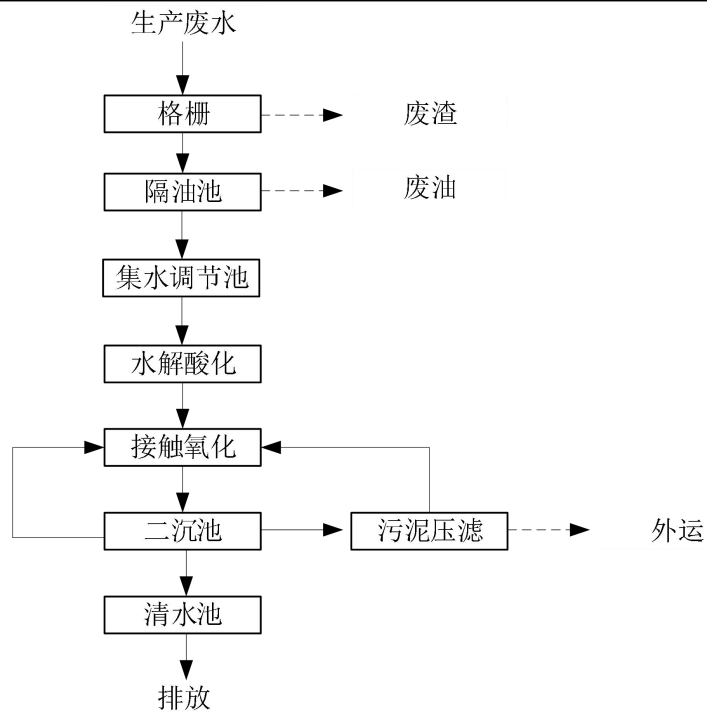 生产废水
格栅
废渣
隔油池
废油
集水调节池
水解酸化
接触氧化
二沉池
污泥压滤
外运
清水池
排放